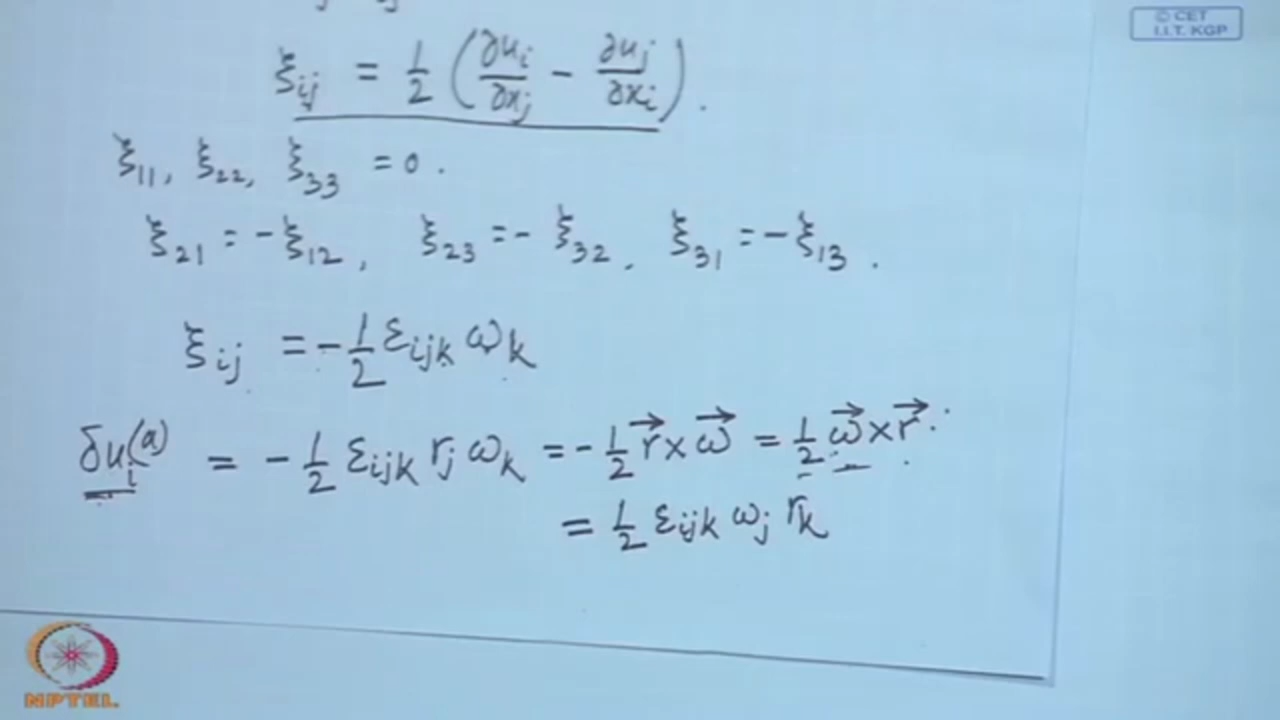 © CET
I.I.T. KGP
ξij = 1/2 (∂ui/∂xj − ∂uj/∂xi).
ξ11, ξ22, ξ33 = 0.
ξ21 = −ξ12, ξ23 = −ξ32. ξ31 = −ξ13.
ξij = −1/2 εijk ωk
δui(a) = −1/2 εijk rj ωk = −1/2 r⃗ × ω⃗ = 1/2 ω⃗ × r⃗.
= 1/2 εijk ωj rk
NPTEL